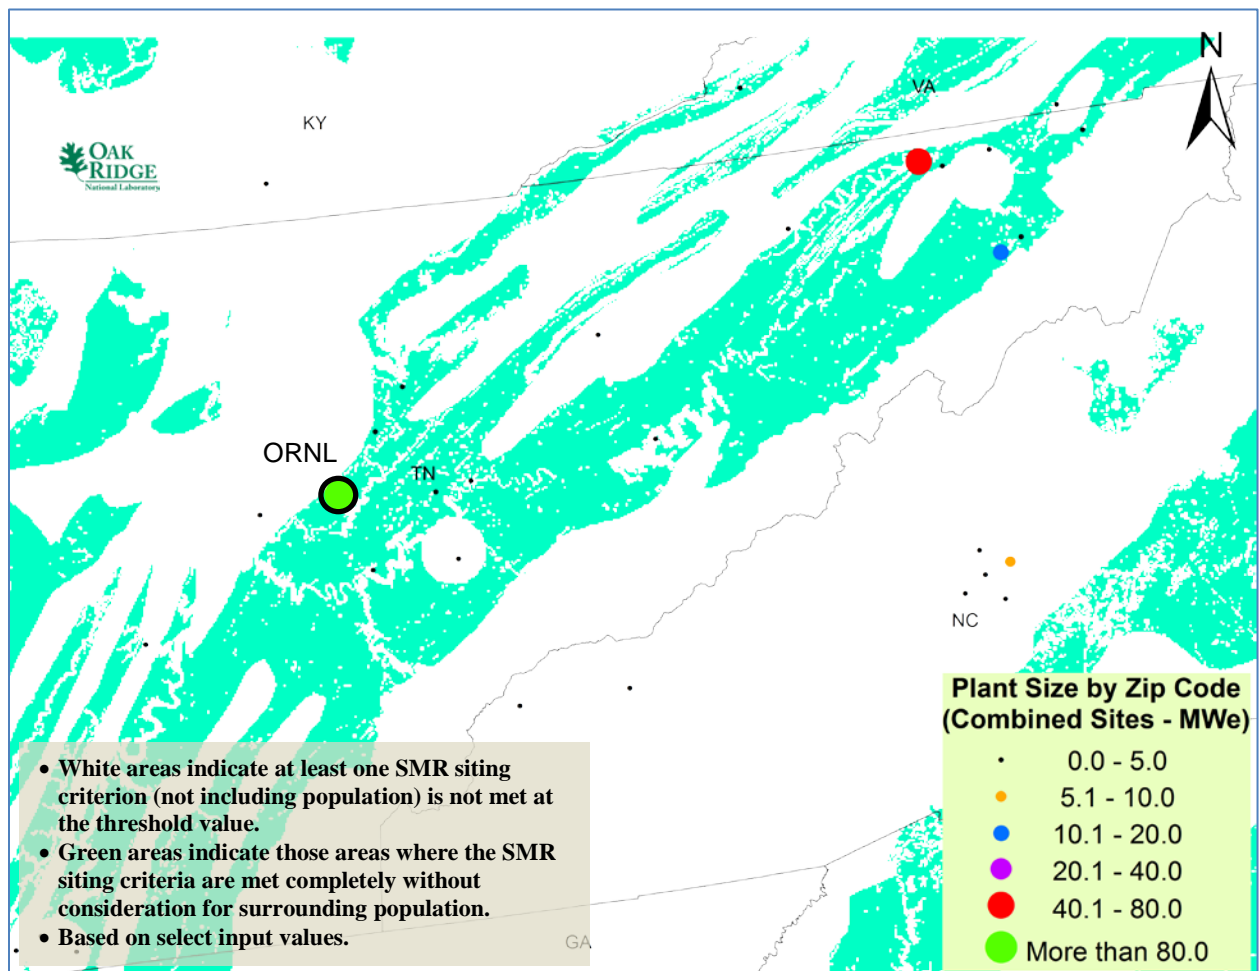 N
VA
KY
OAK
RIDGE
National Laboratory
ORNL
TN
NC
Plant Size by Zip Code
(Combined Sites - MWe)
0.0 - 5.0
5.1 - 10.0
10.1 - 20.0
20.1 - 40.0
40.1 - 80.0
More than 80.0
• White areas indicate at least one SMR siting
criterion (not including population) is not met at
the threshold value.
• Green areas indicate those areas where the SMR
siting criteria are met completely without
consideration for surrounding population.
• Based on select input values.
GA